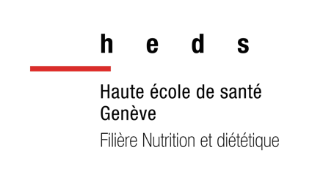 h e d s
Haute école de santé
Genève
Filière Nutrition et diététique